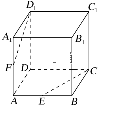 D₁ C₁
A₁ B₁
F D C
A E B